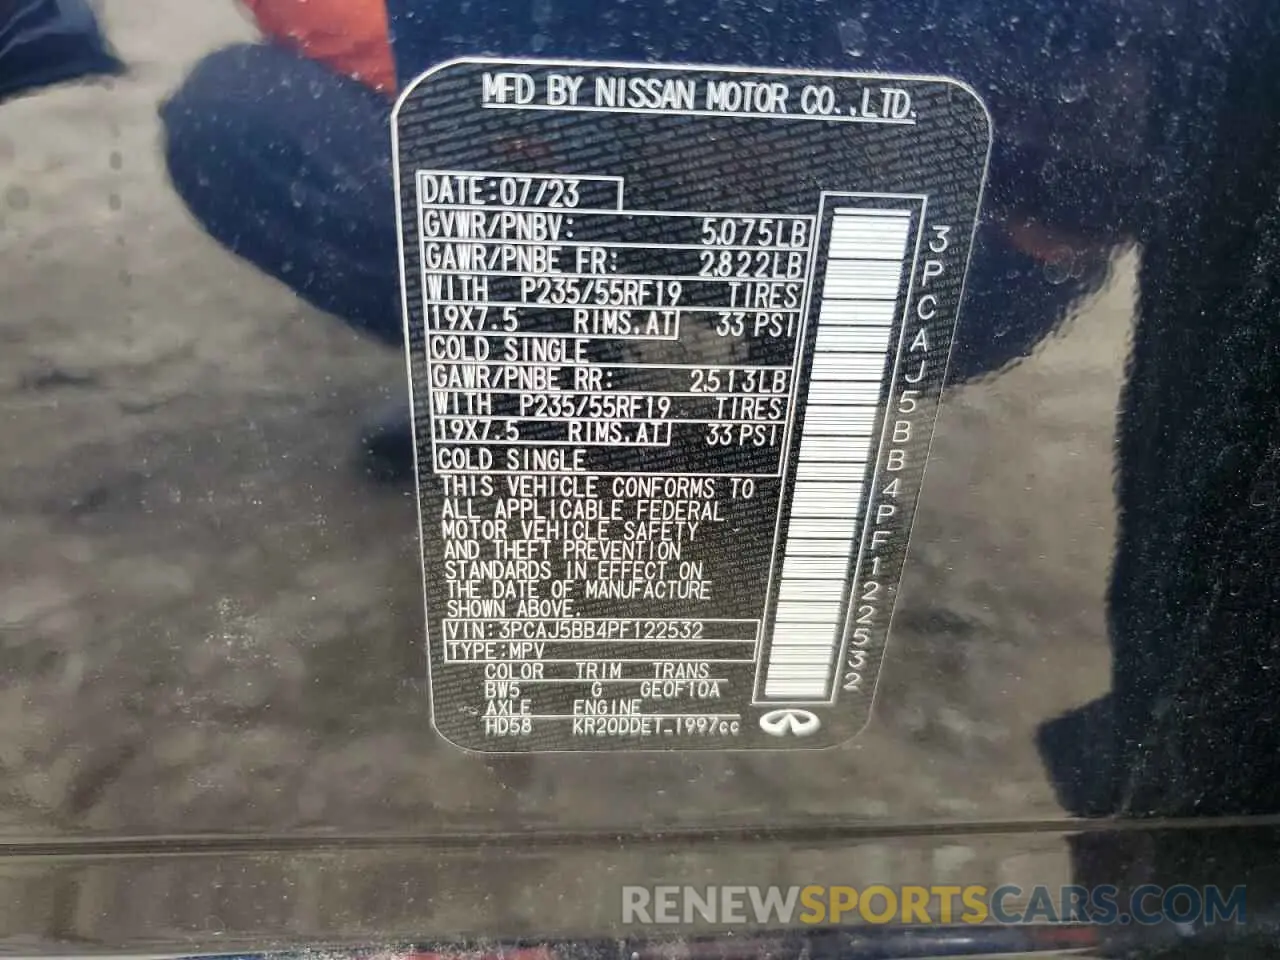 MFD BY NISSAN MOTOR CO.,LTD.
DATE:07/23
GVWR/PNBV: 5,075LB
GAWR/PNBE FR: 2,822LB
WITH P235/55RF19 TIRES
19X7.5 RIMS,AT 33 PSI
COLD SINGLE
GAWR/PNBE RR: 2,513LB
WITH P235/55RF19 TIRES
19X7.5 RIMS,AT 33 PSI
COLD SINGLE
THIS VEHICLE CONFORMS TO
ALL APPLICABLE FEDERAL
MOTOR VEHICLE SAFETY
AND THEFT PREVENTION
STANDARDS IN EFFECT ON
THE DATE OF MANUFACTURE
SHOWN ABOVE.
VIN:3PCAJ5BB4PF122532
TYPE:MPV
COLOR TRIM TRANS
BW5 G GE0F10A
AXLE ENGINE
HD58 KR20DDET_1997cc
3PCAJ5BB4PF122532
RENEWSPORTSCARS.COM